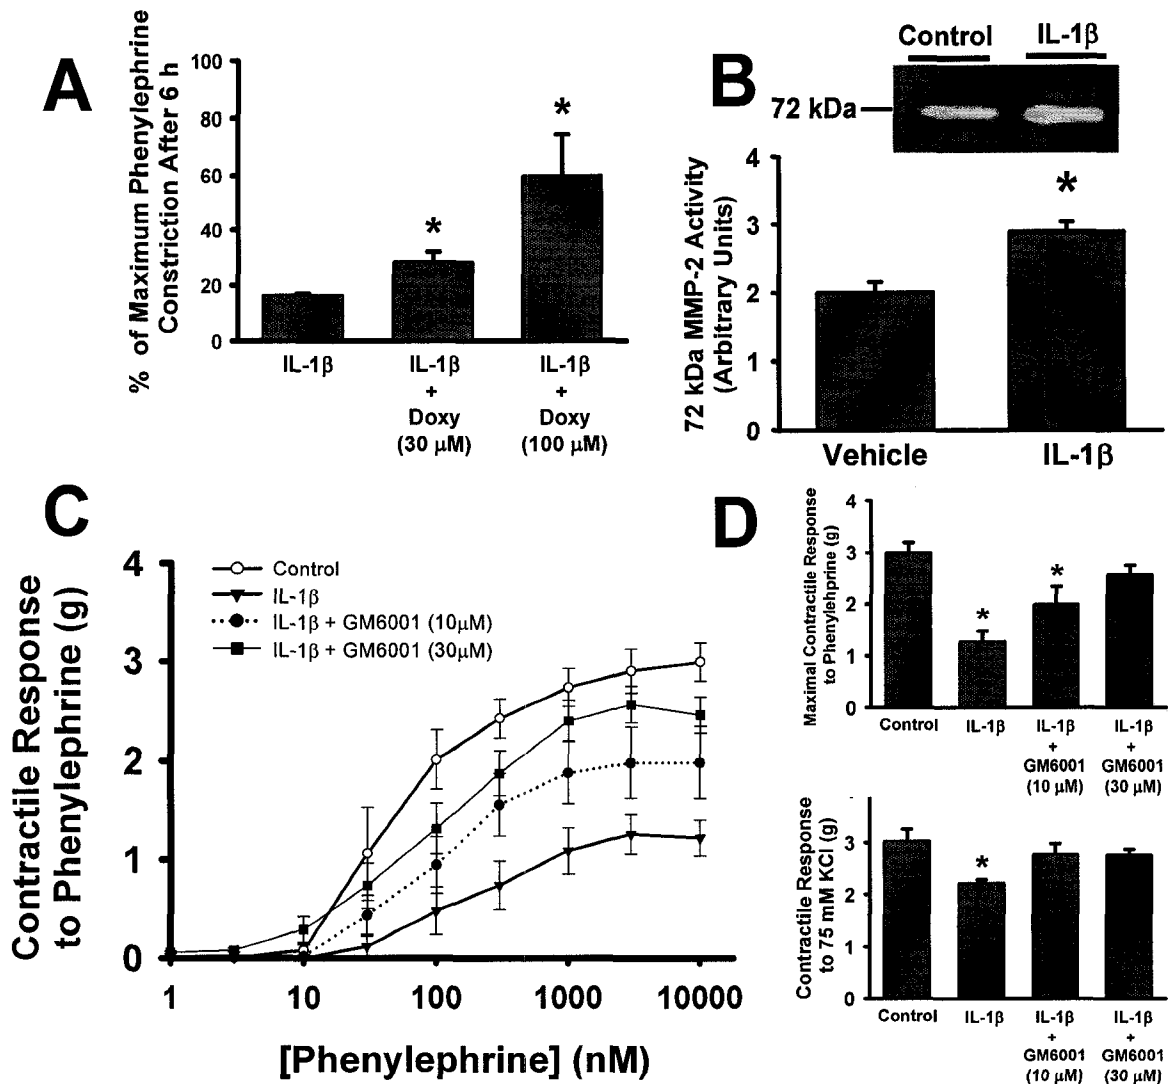 A
% of Maximum Phenylephrine
Constriction After 6 h
100
80
60
40
20
0
*
*
IL-1β
IL-1β
+
Doxy
(30 μM)
IL-1β
+
Doxy
(100 μM)
B
Control
IL-1β
72 kDa
72 kDa MMP-2 Activity
(Arbitrary Units)
4
3
2
1
0
*
Vehicle
IL-1β
C
Contractile Response
to Phenylephrine (g)
4
3
2
1
0
Control
IL-1β
IL-1β + GM6001 (10μM)
IL-1β + GM6001 (30μM)
1
10
100
1000
10000
[Phenylephrine] (nM)
D
Maximal Contractile Response
to Phenylehprine (g)
4
3
2
1
0
*
*
Control
IL-1β
IL-1β
+
GM6001
(10 μM)
IL-1β
+
GM6001
(30 μM)
Contractile Response
to 75 mM KCl (g)
3
2
1
0
*
Control
IL-1β
IL-1β
+
GM6001
(10 μM)
IL-1β
+
GM6001
(30 μM)